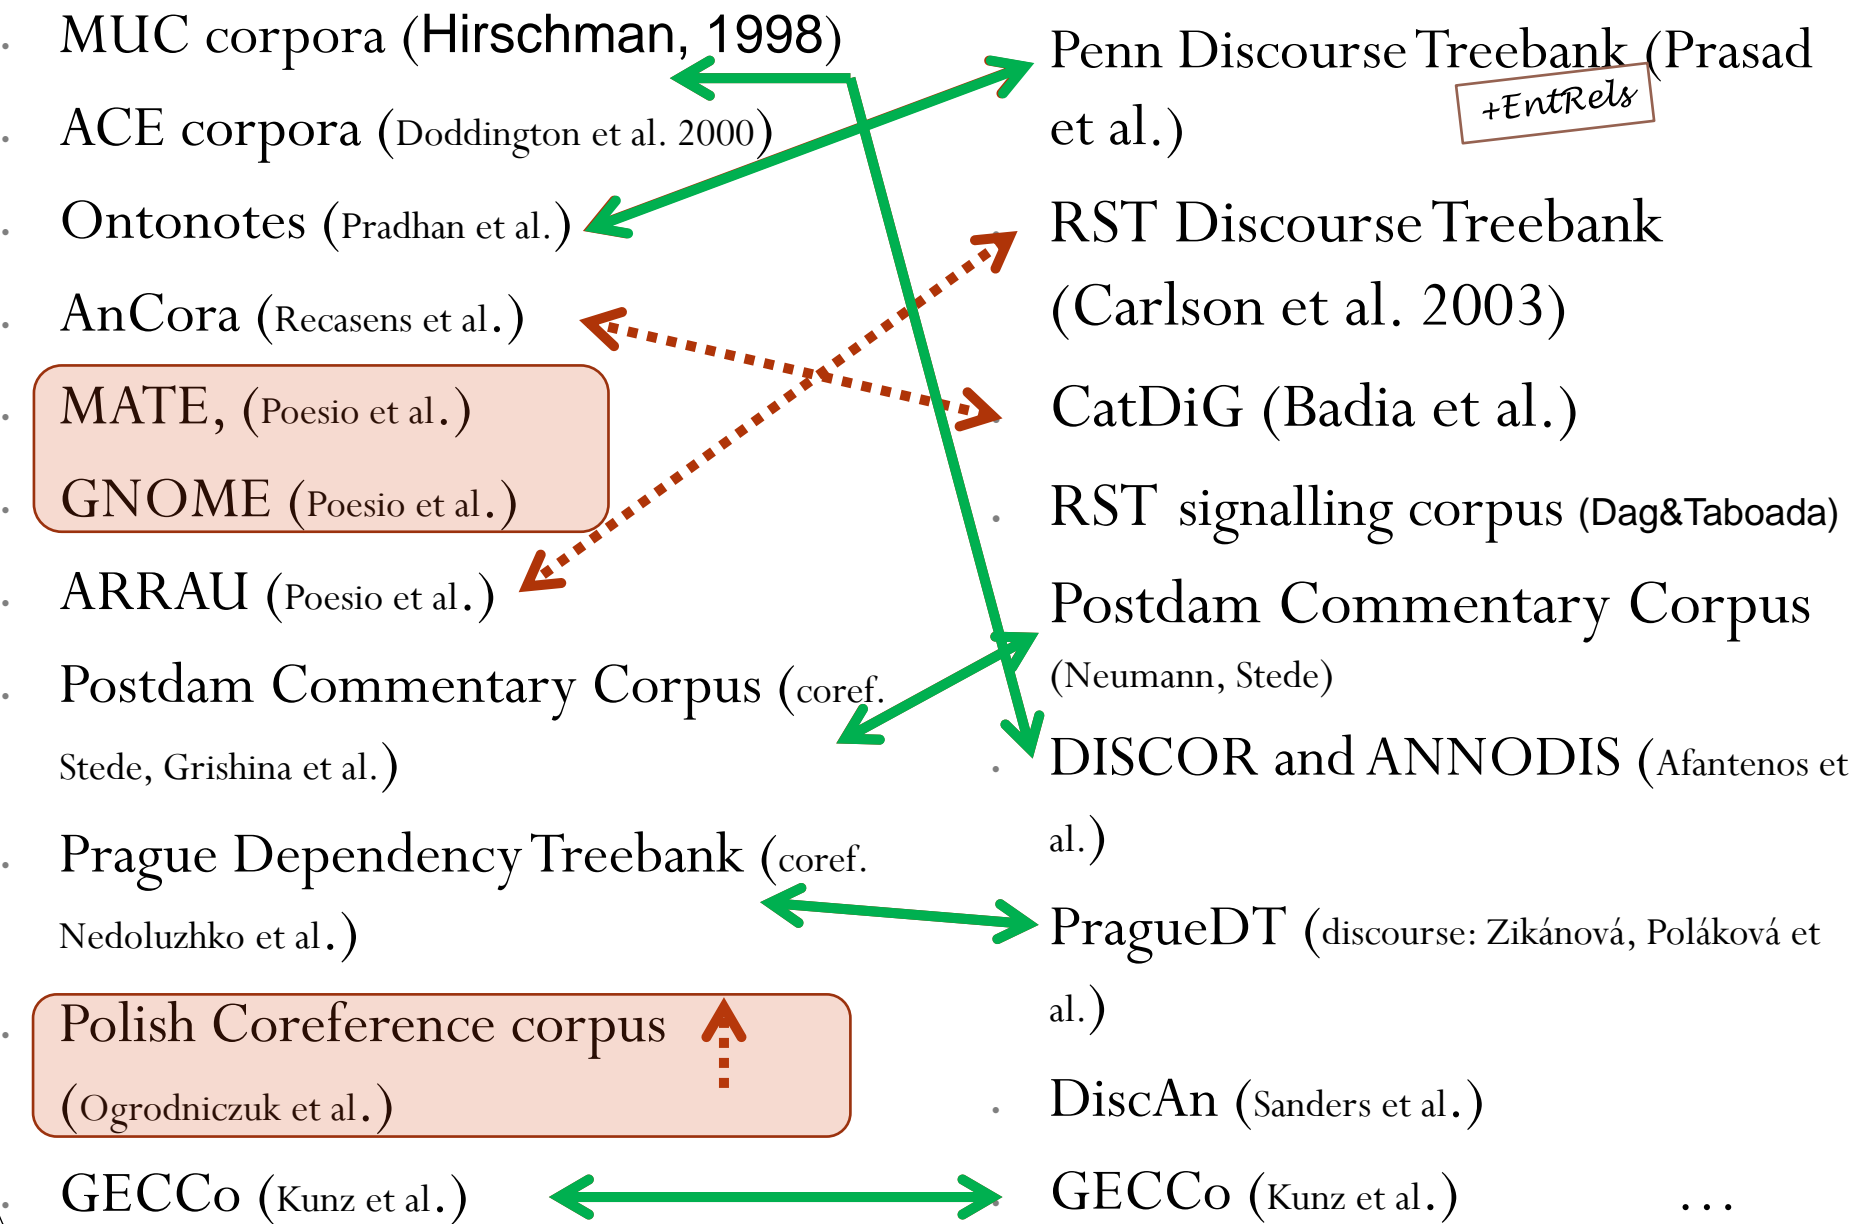 MUC corpora (Hirschman, 1998)
ACE corpora (Doddington et al. 2000)
Ontonotes (Pradhan et al.)
AnCora (Recasens et al.)
MATE, (Poesio et al.)
GNOME (Poesio et al.)
ARRAU (Poesio et al.)
Postdam Commentary Corpus (coref.
Stede, Grishina et al.)
Prague Dependency Treebank (coref.
Nedoluzhko et al.)
Polish Coreference corpus
(Ogrodniczuk et al.)
GECCo (Kunz et al.)
Penn Discourse Treebank (Prasad
et al.)
+EntRels
RST Discourse Treebank
(Carlson et al. 2003)
CatDiG (Badia et al.)
RST signalling corpus (Dag&Taboada)
Postdam Commentary Corpus
(Neumann, Stede)
DISCOR and ANNODIS (Afantenos et
al.)
PragueDT (discourse: Zikánová, Poláková et
al.)
DiscAn (Sanders et al.)
GECCo (Kunz et al.) ...